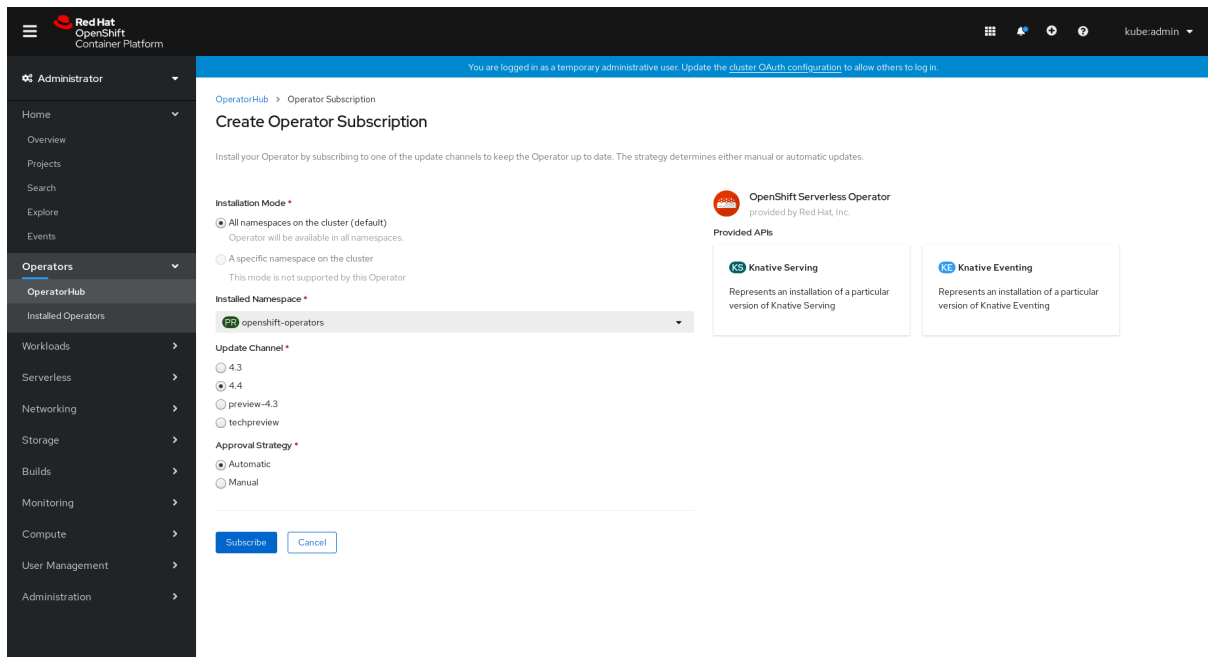 Red Hat
OpenShift
Container Platform
kube:admin
Administrator
You are logged in as a temporary administrative user. Update the cluster OAuth configuration to allow others to log in.
Home
Overview
Projects
Search
Explore
Events
Operators
OperatorHub
Installed Operators
Workloads
Serverless
Networking
Storage
Builds
Monitoring
Compute
User Management
Administration
OperatorHub > Operator Subscription
Create Operator Subscription
Install your Operator by subscribing to one of the update channels to keep the Operator up to date. The strategy determines either manual or automatic updates.
Installation Mode *
All namespaces on the cluster (default)
Operator will be available in all namespaces.
A specific namespace on the cluster
This mode is not supported by this Operator
Installed Namespace *
PR openshift-operators
Update Channel *
4.3
4.4
preview-4.3
techpreview
Approval Strategy *
Automatic
Manual
Subscribe
Cancel
OpenShift Serverless Operator
provided by Red Hat, Inc.
Provided APIs
KS Knative Serving
Represents an installation of a particular
version of Knative Serving
KE Knative Eventing
Represents an installation of a particular
version of Knative Eventing